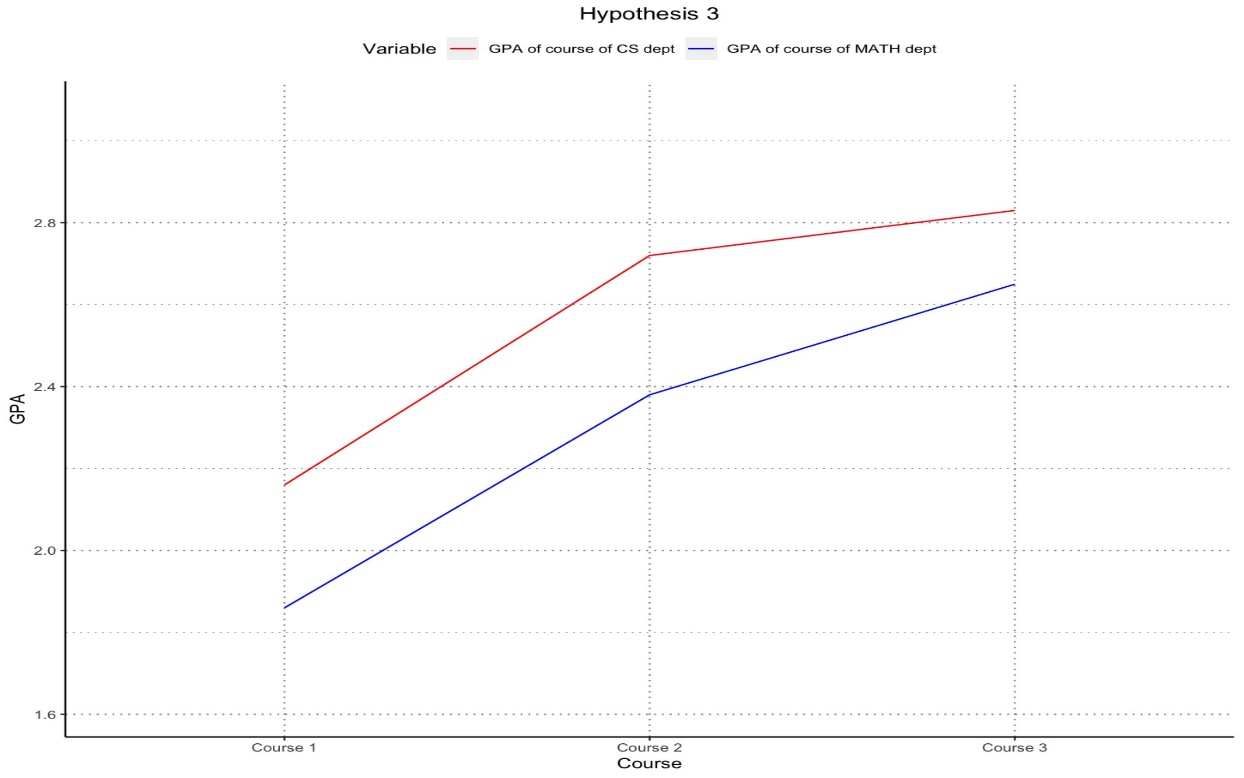 Hypothesis 3
Variable GPA of course of CS dept GPA of course of MATH dept
2.8
2.4
2.0
1.6
GPA
Course 1 Course 2 Course 3
Course